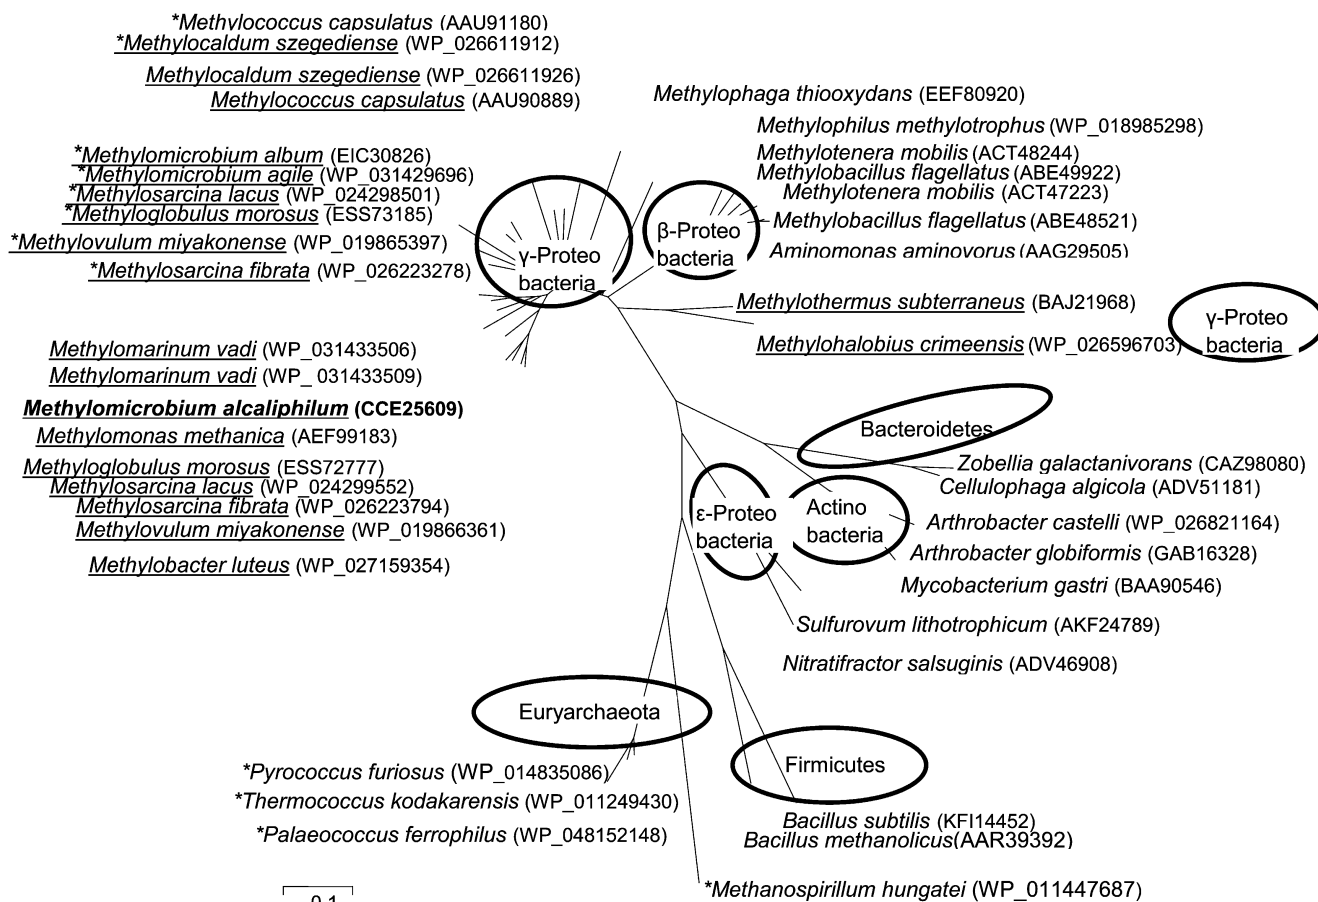 *Methylococcus capsulatus (AAU91180)
*Methylocaldum szegediense (WP_026611912)
Methylocaldum szegediense (WP_026611926)
Methylococcus capsulatus (AAU90889)
*Methylomicrobium album (EIC30826)
*Methylomicrobium agile (WP_031429696)
*Methylosarcina lacus (WP_024298501)
*Methyloglobulus morosus (ESS73185)
*Methylovulum miyakonense (WP_019865397)
*Methylosarcina fibrata (WP_026223278)
Methylomarinum vadi (WP_031433506)
Methylomarinum vadi (WP_ 031433509)
Methylomicrobium alcaliphilum (CCE25609)
Methylomonas methanica (AEF99183)
Methyloglobulus morosus (ESS72777)
Methylosarcina lacus (WP_024299552)
Methylosarcina fibrata (WP_026223794)
Methylovulum miyakonense (WP_019866361)
Methylobacter luteus (WP_027159354)
γ-Proteo
bacteria
β-Proteo
bacteria
Methylophaga thiooxydans (EEF80920)
Methylophilus methylotrophus (WP_018985298)
Methylotenera mobilis (ACT48244)
Methylobacillus flagellatus (ABE49922)
Methylotenera mobilis (ACT47223)
Methylobacillus flagellatus (ABE48521)
Aminomonas aminovorus (AAG29505)
Methylothermus subterraneus (BAJ21968)
Methylohalobius crimeensis (WP_026596703)
γ-Proteo
bacteria
Bacteroidetes
Zobellia galactanivorans (CAZ98080)
Cellulophaga algicola (ADV51181)
ε-Proteo
bacteria
Actino
bacteria
Arthrobacter castelli (WP_026821164)
Arthrobacter globiformis (GAB16328)
Mycobacterium gastri (BAA90546)
Sulfurovum lithotrophicum (AKF24789)
Nitratifractor salsuginis (ADV46908)
Euryarchaeota
*Pyrococcus furiosus (WP_014835086)
*Thermococcus kodakarensis (WP_011249430)
*Palaeococcus ferrophilus (WP_048152148)
Firmicutes
Bacillus subtilis (KFI14452)
Bacillus methanolicus(AAR39392)
*Methanospirillum hungatei (WP_011447687)
0.1